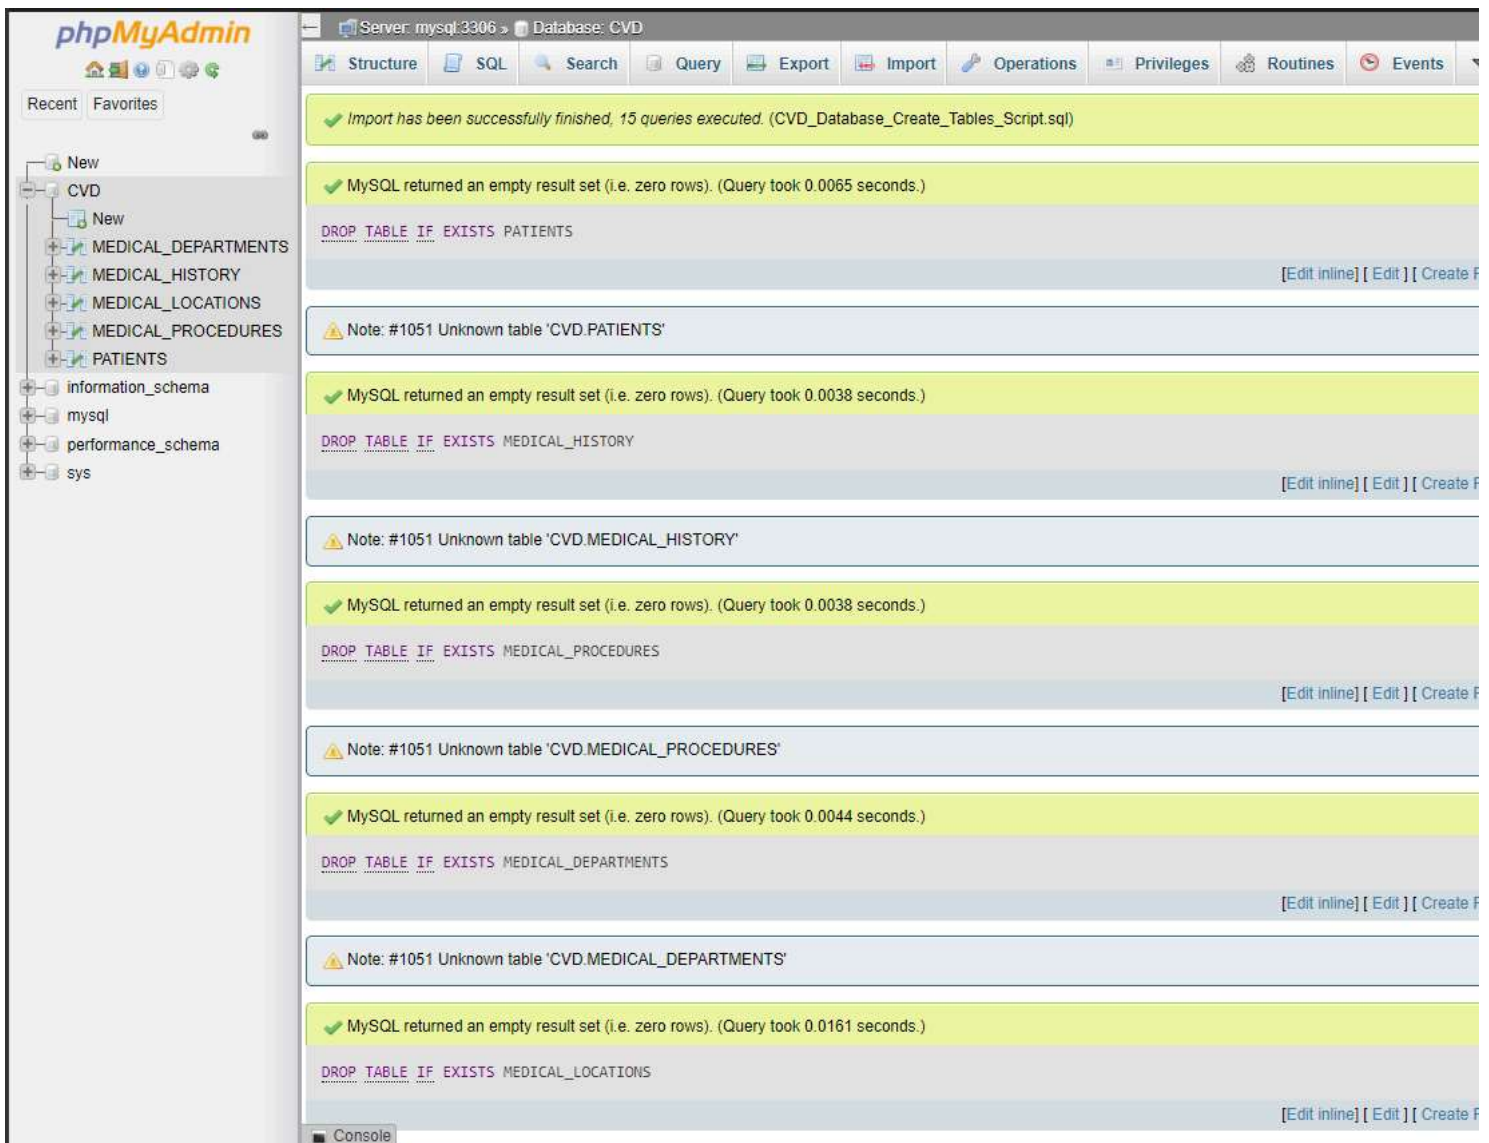 phpMyAdmin
Recent Favorites
New
CVD
New
MEDICAL_DEPARTMENTS
MEDICAL_HISTORY
MEDICAL_LOCATIONS
MEDICAL_PROCEDURES
PATIENTS
information_schema
mysql
performance_schema
sys
Server: mysql:3306 » Database: CVD
Structure SQL Search Query Export Import Operations Privileges Routines Events
Import has been successfully finished, 15 queries executed. (CVD_Database_Create_Tables_Script.sql)
MySQL returned an empty result set (i.e. zero rows). (Query took 0.0065 seconds.)
DROP TABLE IF EXISTS PATIENTS
[Edit inline] [ Edit ] [ Create
Note: #1051 Unknown table 'CVD.PATIENTS'
MySQL returned an empty result set (i.e. zero rows). (Query took 0.0038 seconds.)
DROP TABLE IF EXISTS MEDICAL_HISTORY
[Edit inline] [ Edit ] [ Create
Note: #1051 Unknown table 'CVD.MEDICAL_HISTORY'
MySQL returned an empty result set (i.e. zero rows). (Query took 0.0038 seconds.)
DROP TABLE IF EXISTS MEDICAL_PROCEDURES
[Edit inline] [ Edit ] [ Create
Note: #1051 Unknown table 'CVD.MEDICAL_PROCEDURES'
MySQL returned an empty result set (i.e. zero rows). (Query took 0.0044 seconds.)
DROP TABLE IF EXISTS MEDICAL_DEPARTMENTS
[Edit inline] [ Edit ] [ Create
Note: #1051 Unknown table 'CVD.MEDICAL_DEPARTMENTS'
MySQL returned an empty result set (i.e. zero rows). (Query took 0.0161 seconds.)
DROP TABLE IF EXISTS MEDICAL_LOCATIONS
[Edit inline] [ Edit ] [ Create
Console